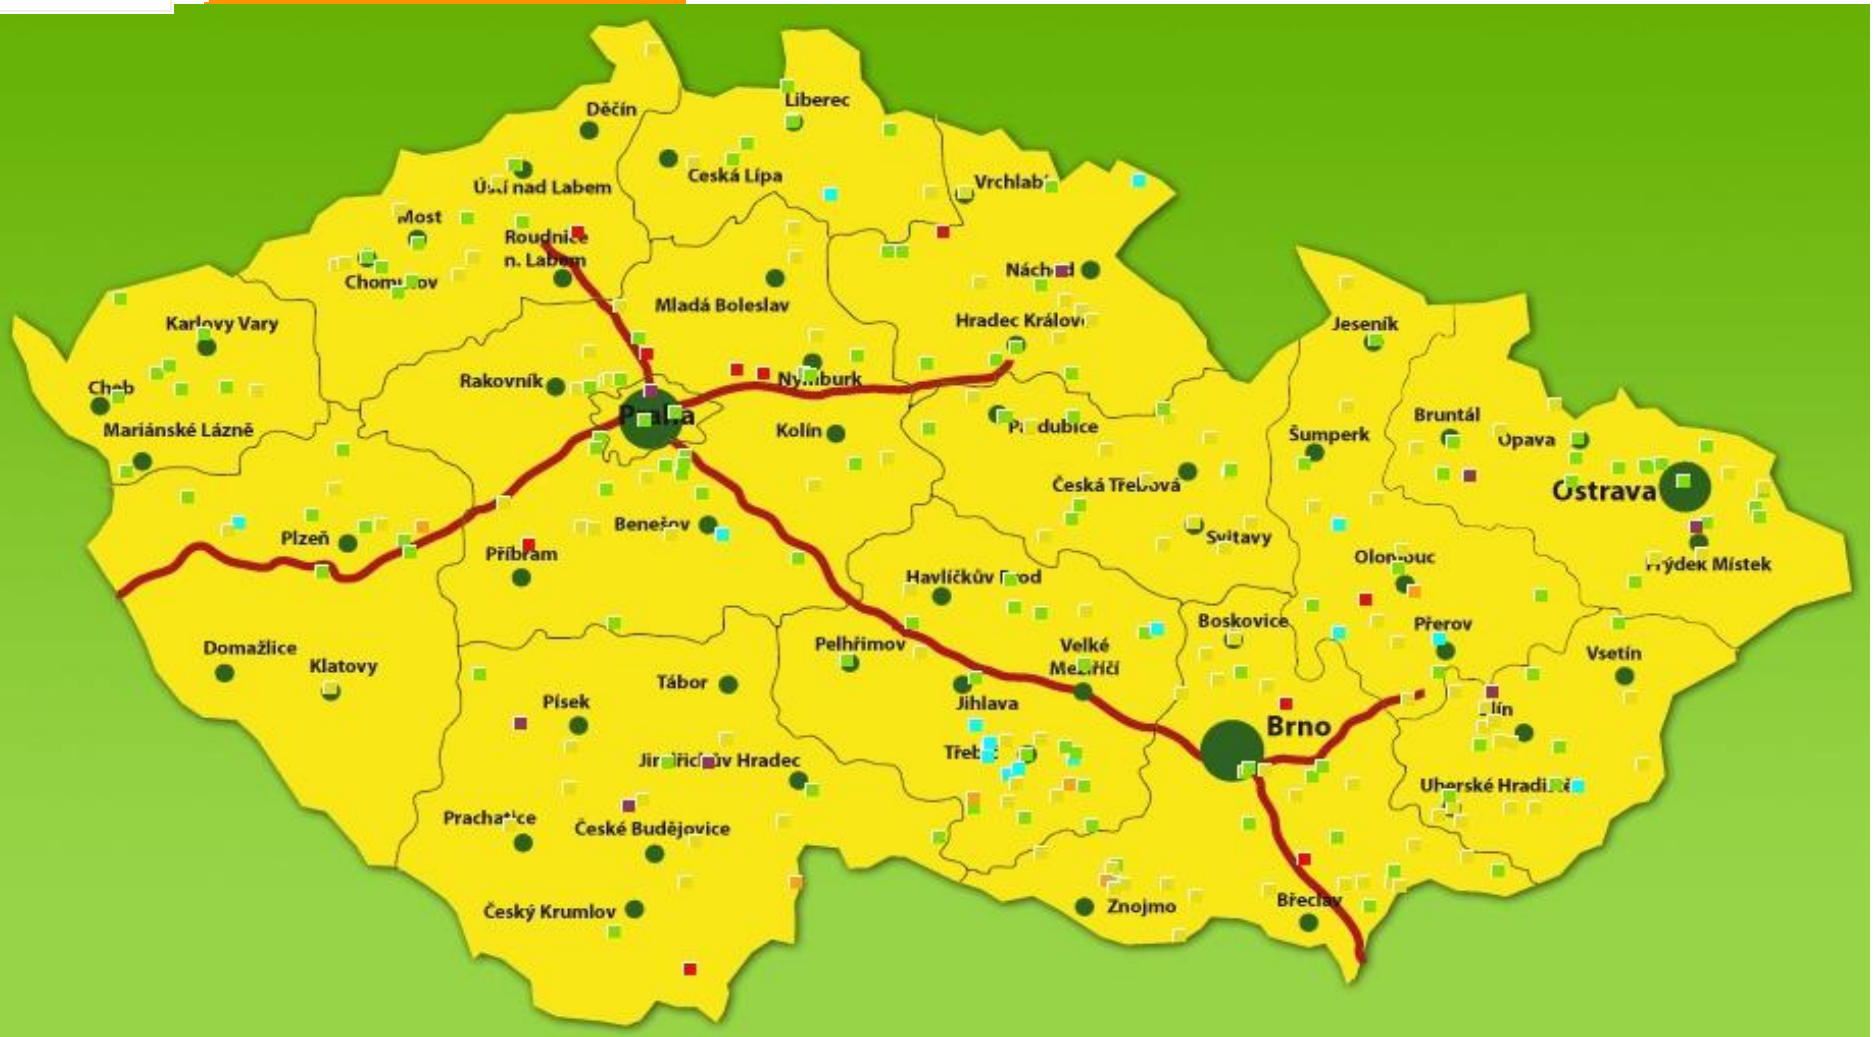 Děčín
Liberec
Česká Lípa
Ústí nad Labem
Vrchlabí
Most
Roudnice
n. Labem
Náchod
Chomutov
Mladá Boleslav
Karlovy Vary
Hradec Králové
Jeseník
Cheb
Rakovník
Nymburk
Praha
Kolín
Pardubice
Mariánské Lázně
Bruntál
Opava
Šumperk
Česká Třebová
Ostrava
Benešov
Svitavy
Plzeň
Příbram
Olomouc
Frýdek Místek
Havlíčkův Brod
Boskovice
Přerov
Domažlice
Klatovy
Pelhřimov
Velké
Meziříčí
Vsetín
Tábor
Písek
Jihlava
Zlín
Brno
Třebíč
Jindřichův Hradec
Uherské Hradiště
Prachatice
České Budějovice
Český Krumlov
Znojmo
Břeclav